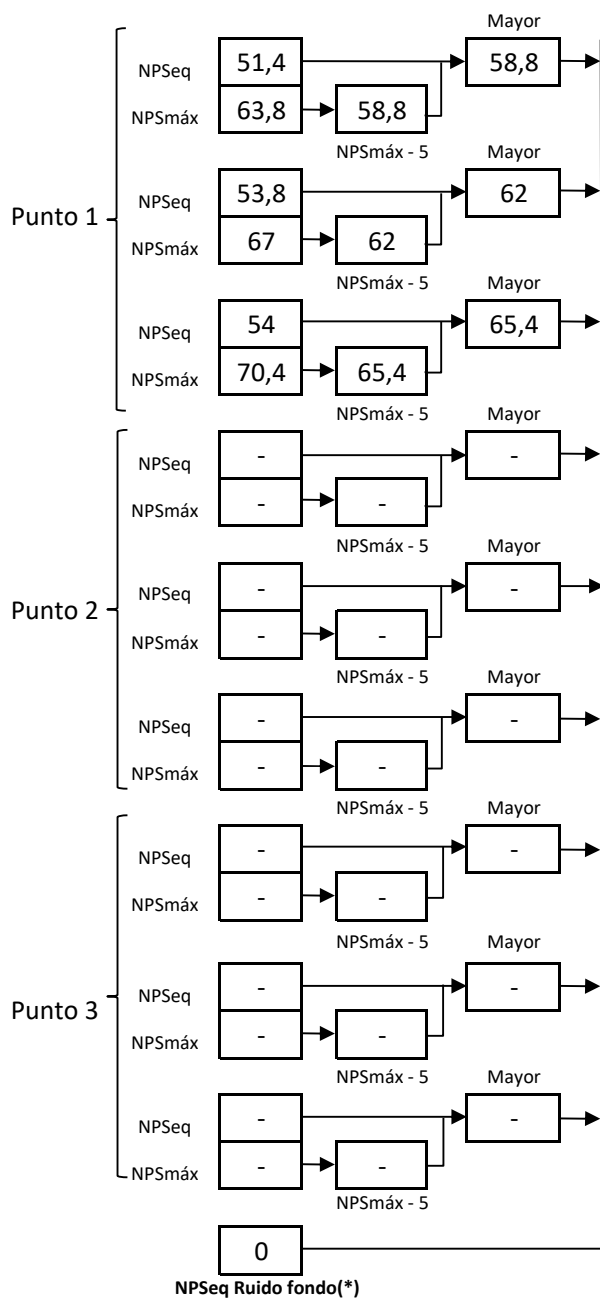 Mayor
NPSeq 51,4 58,8
NPSmáx 63,8 58,8
NPSmáx - 5 Mayor
Punto 1
NPSeq 53,8 62
NPSmáx 67 62
NPSmáx - 5 Mayor
NPSeq 54 65,4
NPSmáx 70,4 65,4
NPSmáx - 5 Mayor
NPSeq - -
NPSmáx - -
NPSmáx - 5 Mayor
Punto 2
NPSeq - -
NPSmáx - -
NPSmáx - 5 Mayor
NPSeq - -
NPSmáx - -
NPSmáx - 5 Mayor
NPSeq - -
NPSmáx - -
NPSmáx - 5 Mayor
Punto 3
NPSeq - -
NPSmáx - -
NPSmáx - 5 Mayor
NPSeq - -
NPSmáx - -
NPSmáx - 5
0
NPSeq Ruido fondo(*)